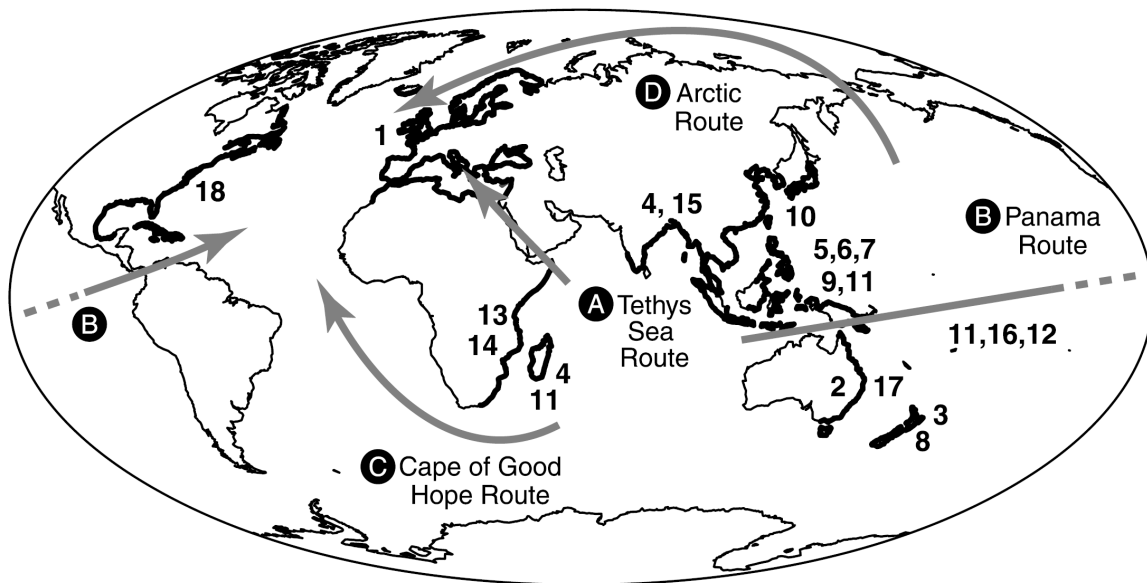 D Arctic
Route
1
18
4, 15
10
B Panama
Route
5,6,7
9,11
B
A Tethys
Sea
Route
13
14
4
11
11,16,12
2
17
3
8
C Cape of Good
Hope Route